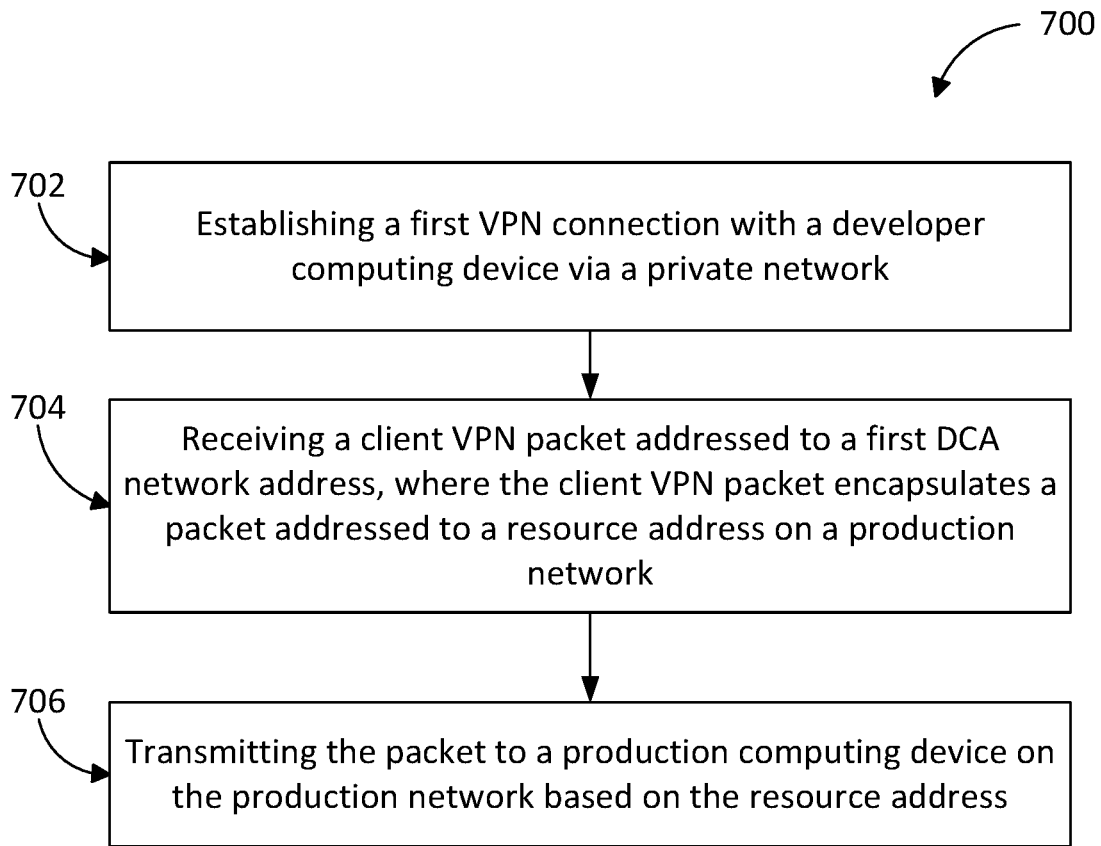 700
702
Establishing a first VPN connection with a developer
computing device via a private network
704
Receiving a client VPN packet addressed to a first DCA
network address, where the client VPN packet encapsulates a
packet addressed to a resource address on a production
network
706
Transmitting the packet to a production computing device on
the production network based on the resource address